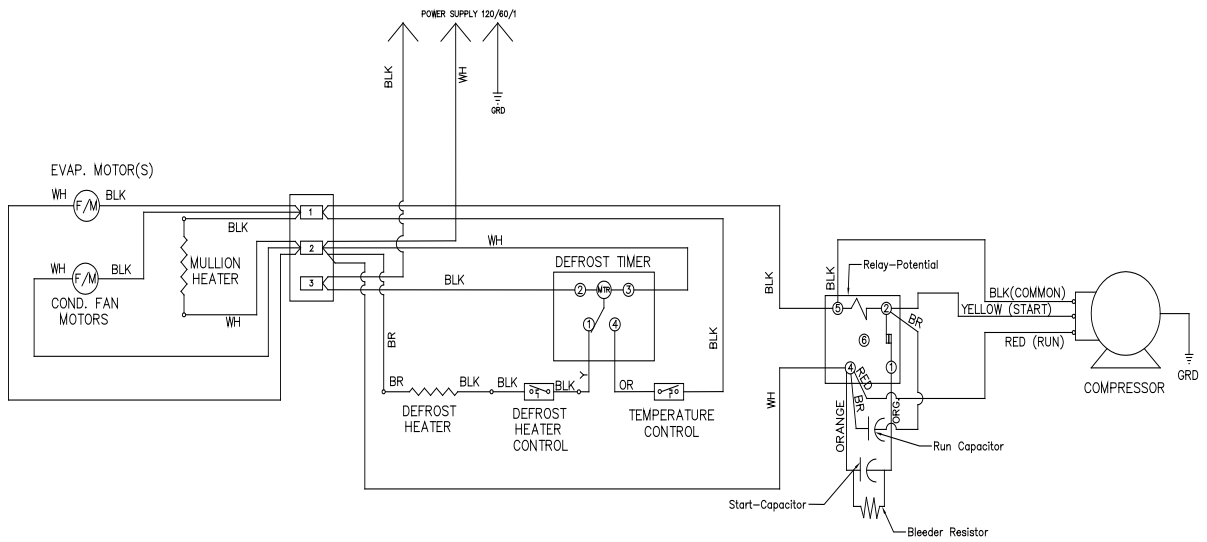 POWER SUPPLY 120/60/1
BLK
WH
GRD
EVAP. MOTOR(S)
WH
F/M
BLK
1
BLK
MULLION
HEATER
2
WH
WH
F/M
BLK
COND. FAN
MOTORS
WH
3
BLK
DEFROST TIMER
2
MTR
3
1
4
BLK
BLK
BR
BR
BLK
BLK
BLK
Y
OR
DEFROST
HEATER
DEFROST
HEATER
CONTROL
TEMPERATURE
CONTROL
WH
BLK
Relay-Potential
5
2
BR
6
4
1
RED
BR
ORANGE
ORG.
BLK(COMMON)
YELLOW (START)
RED (RUN)
COMPRESSOR
GRD
Run Capacitor
Start-Capacitor
Bleeder Resistor